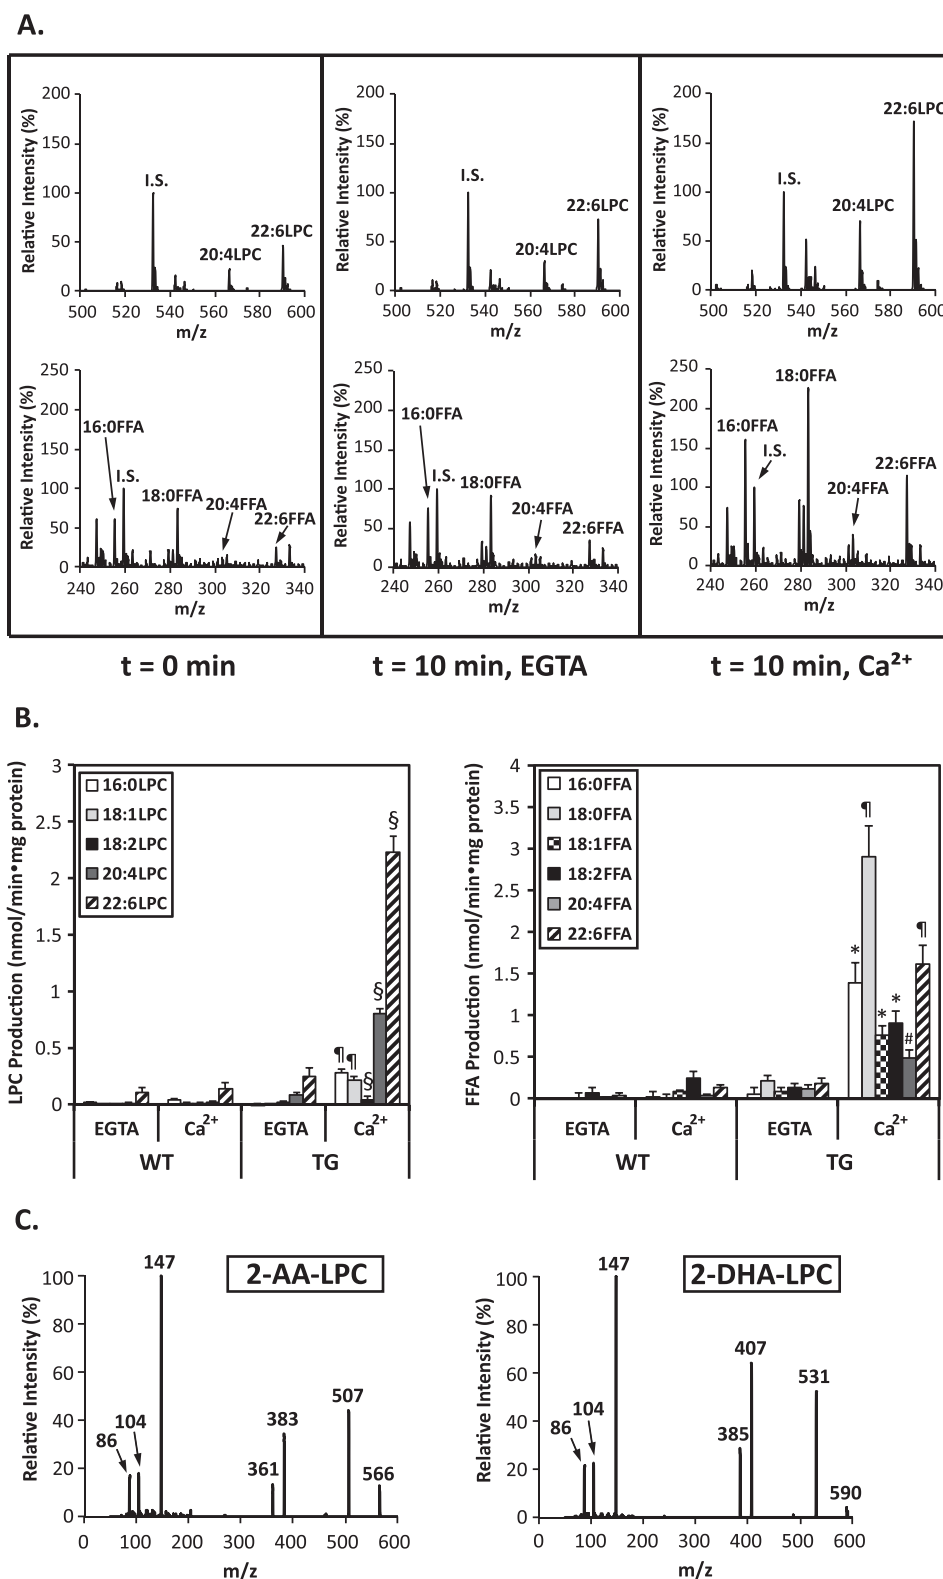 A.
200
150
100
50
0
Relative Intensity (%)
I.S.
20:4LPC
22:6LPC
500 520 540 560 580 600
m/z
200
150
100
50
0
Relative Intensity (%)
I.S.
20:4LPC
22:6LPC
500 520 540 560 580 600
m/z
200
150
100
50
0
Relative Intensity (%)
I.S.
20:4LPC
22:6LPC
500 520 540 560 580 600
m/z
250
200
150
100
50
0
Relative Intensity (%)
16:0FFA
I.S.
18:0FFA
20:4FFA
22:6FFA
240 260 280 300 320 340
m/z
250
200
150
100
50
0
Relative Intensity (%)
16:0FFA
I.S.
18:0FFA
20:4FFA
22:6FFA
240 260 280 300 320 340
m/z
250
200
150
100
50
0
Relative Intensity (%)
18:0FFA
16:0FFA
I.S.
20:4FFA
22:6FFA
240 260 280 300 320 340
m/z
t = 0 min
t = 10 min, EGTA
t = 10 min, Ca²⁺
B.
3
2.5
2
1.5
1
0.5
0
LPC Production (nmol/min•mg protein)
16:0LPC
18:1LPC
18:2LPC
20:4LPC
22:6LPC
¶ ¶ § § §
EGTA Ca²⁺ EGTA Ca²⁺
WT TG
4
3.5
3
2.5
2
1.5
1
0.5
0
FFA Production (nmol/min•mg protein)
16:0FFA
18:0FFA
18:1FFA
18:2FFA
20:4FFA
22:6FFA
* ¶ * * # ¶
EGTA Ca²⁺ EGTA Ca²⁺
WT TG
C.
2-AA-LPC
100
80
60
40
20
0
Relative Intensity (%)
86
104
147
361
383
507
566
0 100 200 300 400 500 600
m/z
2-DHA-LPC
100
80
60
40
20
0
Relative Intensity (%)
86
104
147
385
407
531
590
0 100 200 300 400 500 600
m/z